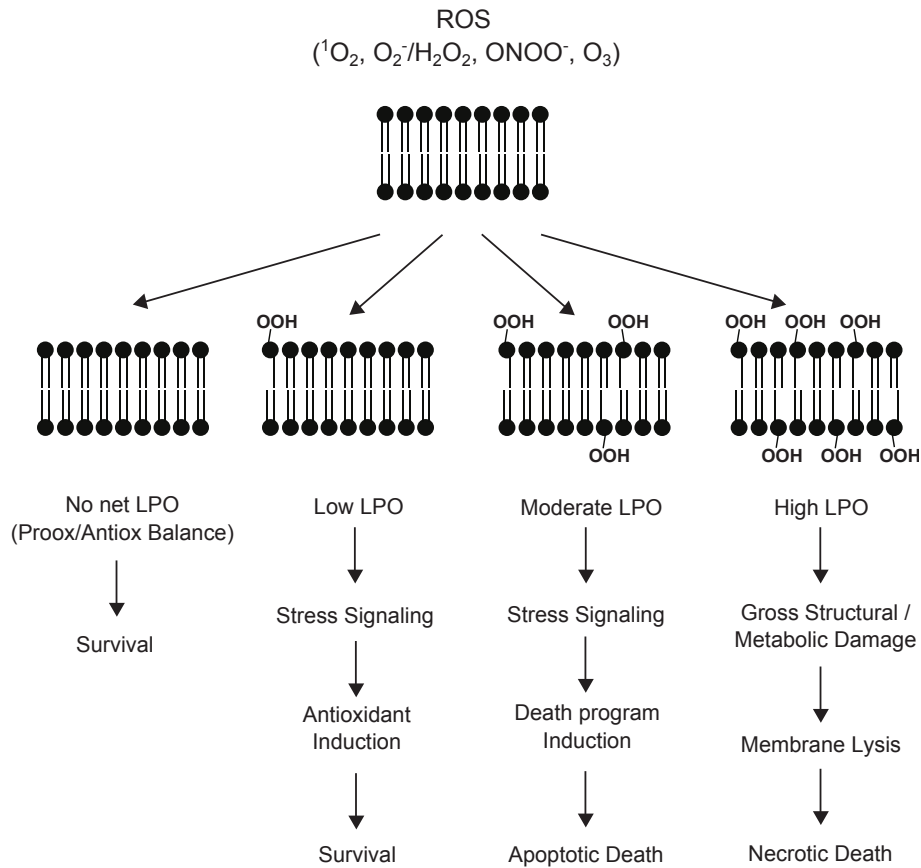 ROS
(¹O₂, O₂⁻/H₂O₂, ONOO⁻, O₃)
OOH
OOH
OOH
OOH
OOH
OOH
OOH
OOH
OOH
OOH
No net LPO
(Proox/Antiox Balance)
Survival
Low LPO
Stress Signaling
Antioxidant
Induction
Survival
Moderate LPO
Stress Signaling
Death program
Induction
Apoptotic Death
High LPO
Gross Structural /
Metabolic Damage
Membrane Lysis
Necrotic Death